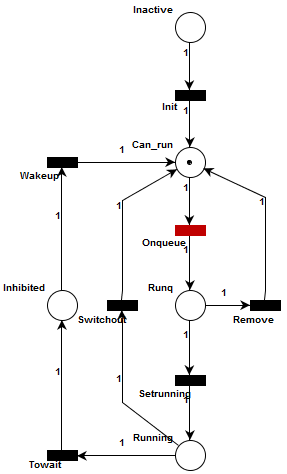 Inactive
1
Init
1
Can_run
1
Wakeup
1
1
1
1
Onqueue
1
Inhibited
Runq
1
Switchout
Remove
1
1
1
Setrunning
1
Running
1
Towait